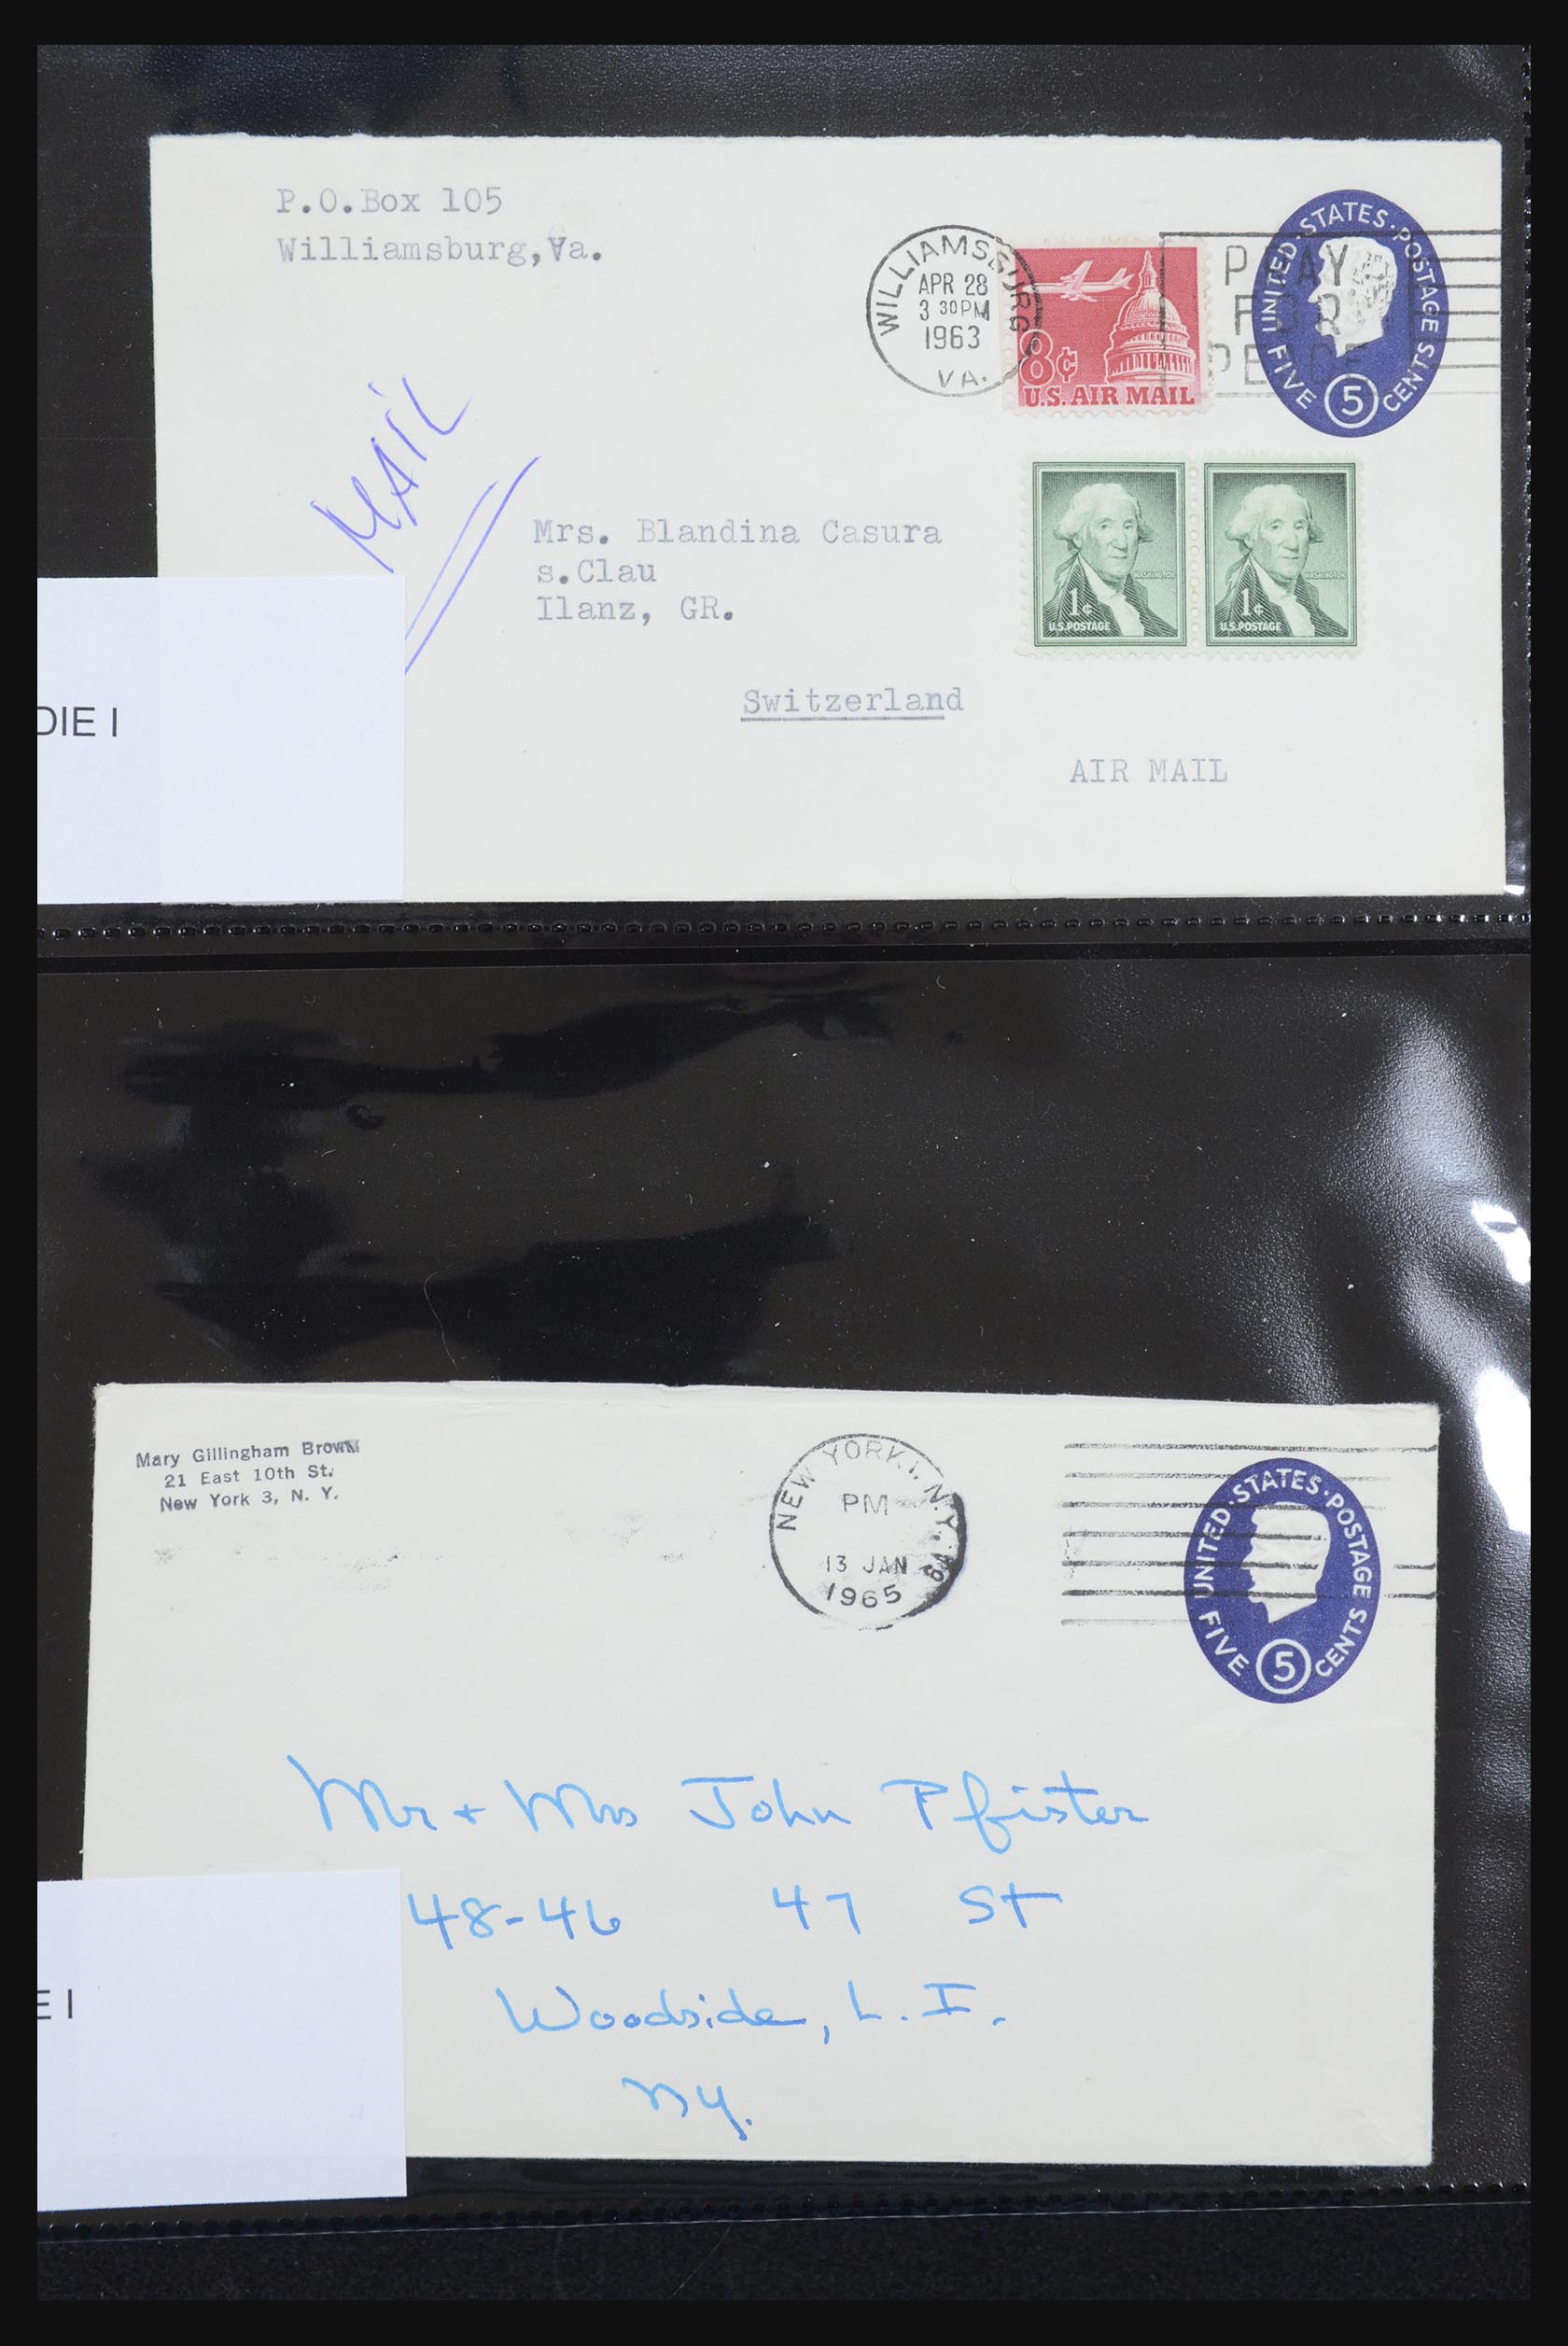 P.O.Box 105
Williamsburg,Va.
WILLIAMSBURG
APR 28
3 30PM
1963
VA.
8¢
U.S. AIR MAIL
PRAY
FOR
PEACE
UNITED·STATES·POSTAGE
FIVE 5 CENTS
MAIL
WASHINGTON
1¢
U.S. POSTAGE
WASHINGTON
1¢
U.S. POSTAGE
Mrs. Blandina Casura
s.Clau
Ilanz, GR.
Switzerland
AIR MAIL
DIE I
Mary Gillingham Brown
21 East 10th St.
New York 3, N. Y.
NEW YORK 1, N.Y.
PM
13 JAN
1965
UNITED·STATES·POSTAGE
FIVE 5 CENTS
Mr + Mrs John Pfister
48-46 47 St
Woodside, L. I.
N.Y.
E I